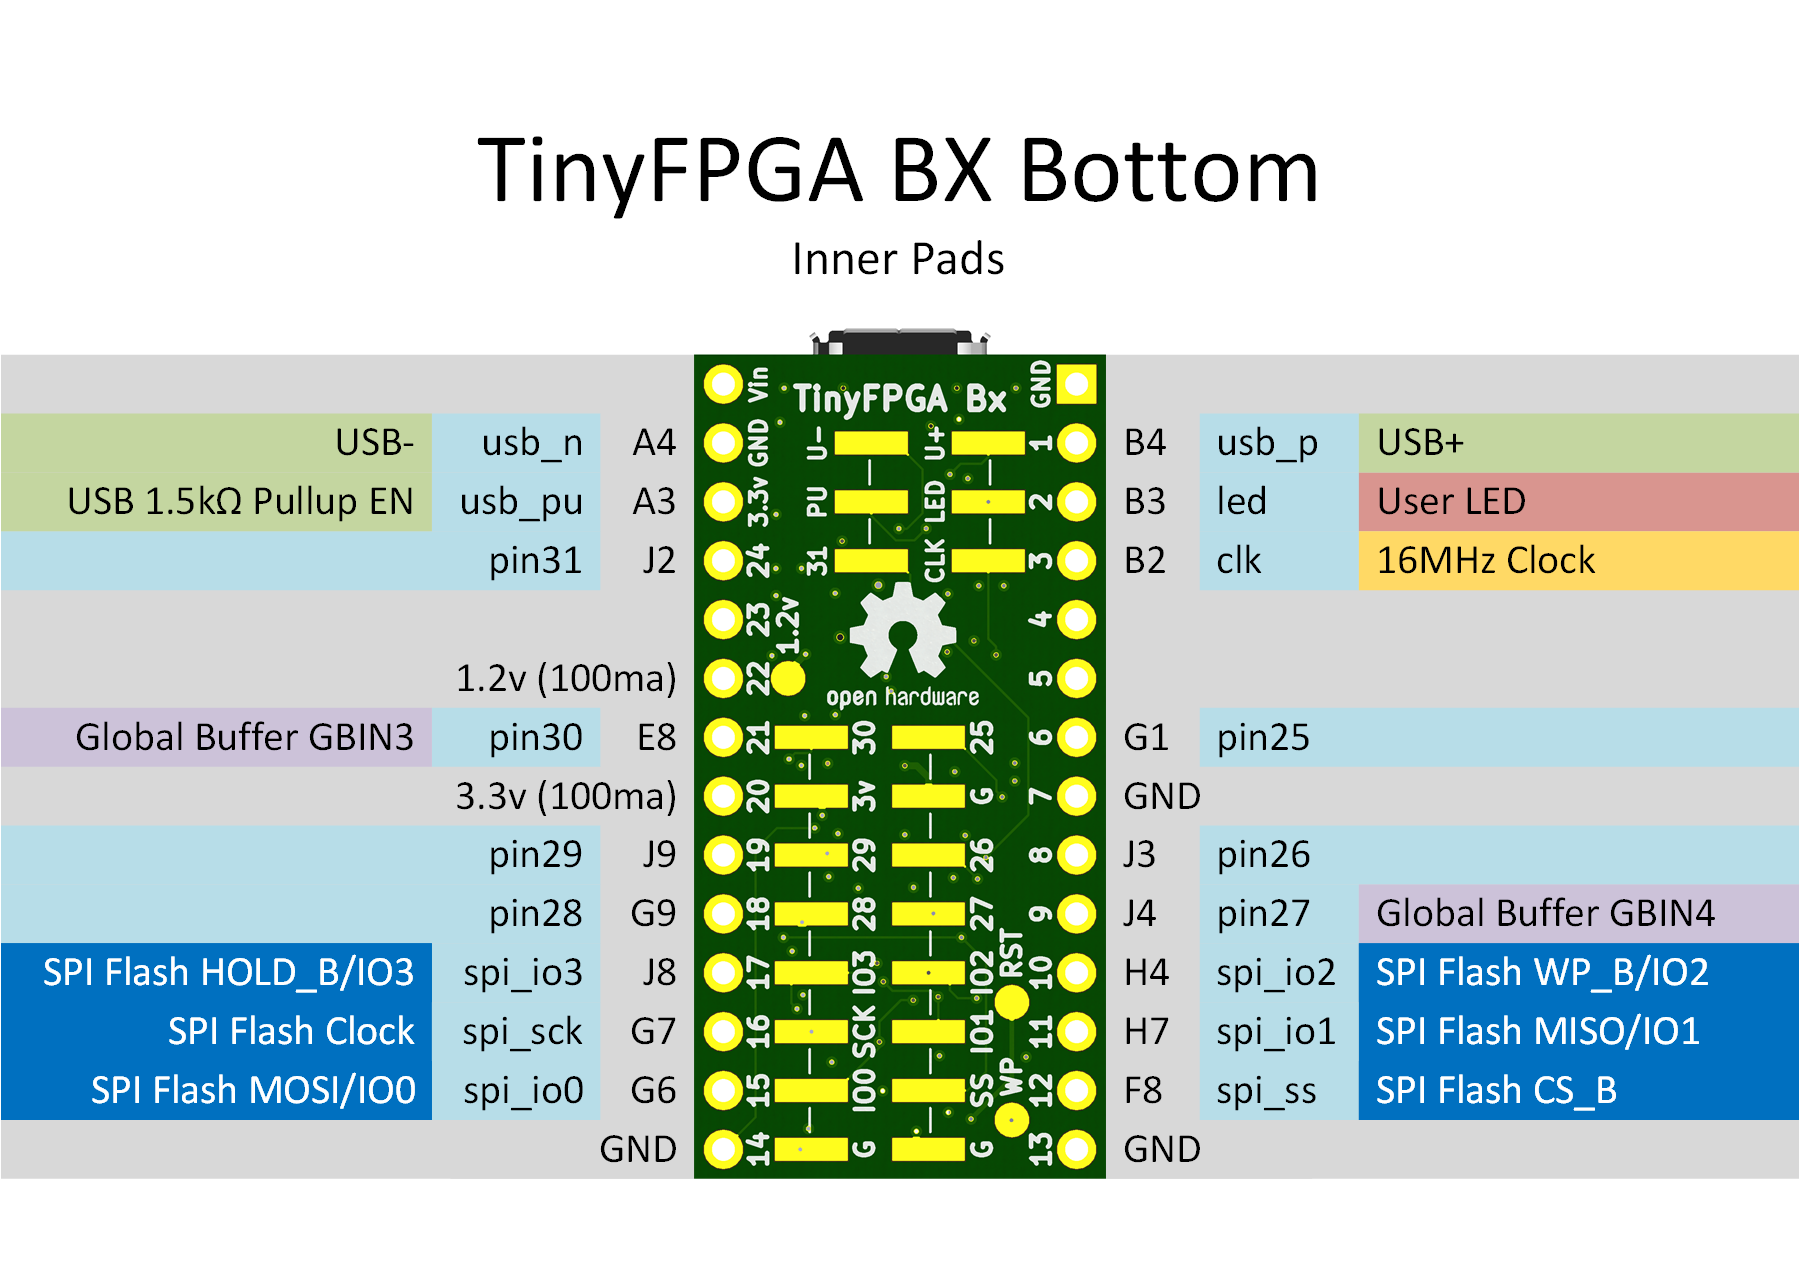 TinyFPGA BX Bottom
Inner Pads
Vin TinyFPGA Bx GND
USB- usb_n A4 GND U- U+ 1 B4 usb_p USB+
USB 1.5kΩ Pullup EN usb_pu A3 3.3v PU LED 2 B3 led User LED
pin31 J2 24 31 CLK 3 B2 clk 16MHz Clock
23 1.2v 4
1.2v (100ma) 22 5
open hardware
Global Buffer GBIN3 pin30 E8 21 30 25 6 G1 pin25
3.3v (100ma) 20 3v G 7 GND
pin29 J9 19 29 26 8 J3 pin26
pin28 G9 18 28 27 9 J4 pin27 Global Buffer GBIN4
SPI Flash HOLD_B/IO3 spi_io3 J8 17 IO3 IO2 RST 10 H4 spi_io2 SPI Flash WP_B/IO2
SPI Flash Clock spi_sck G7 16 SCK IO1 11 H7 spi_io1 SPI Flash MISO/IO1
SPI Flash MOSI/IO0 spi_io0 G6 15 IO0 SS WP 12 F8 spi_ss SPI Flash CS_B
GND 14 G G 13 GND